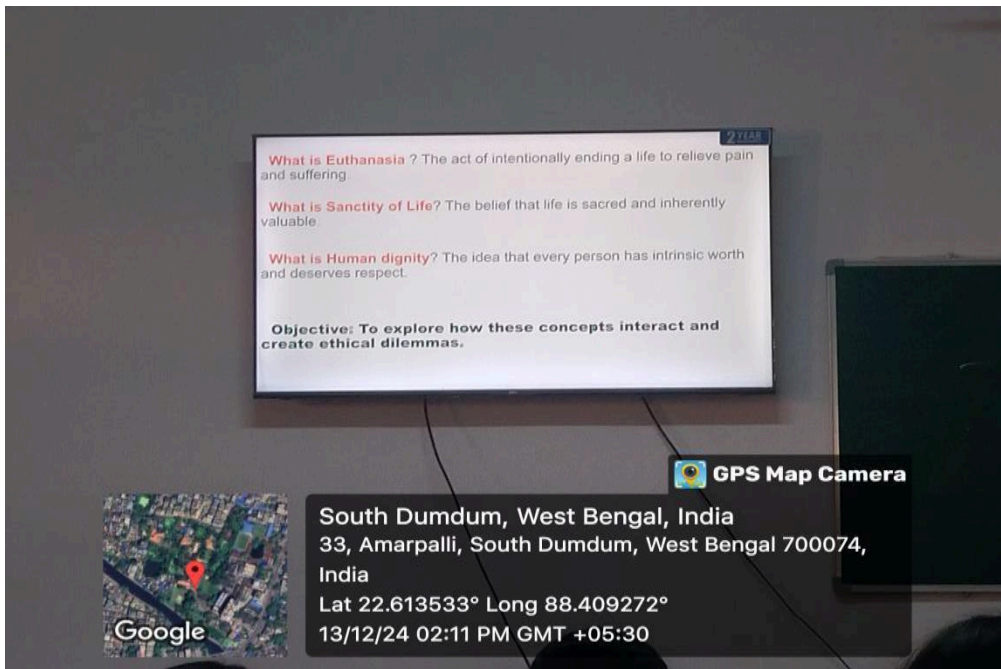 2 YEAR
What is Euthanasia ? The act of intentionally ending a life to relieve pain
and suffering.
What is Sanctity of Life? The belief that life is sacred and inherently
valuable.
What is Human dignity? The idea that every person has intrinsic worth
and deserves respect.
Objective: To explore how these concepts interact and
create ethical dilemmas.
GPS Map Camera
South Dumdum, West Bengal, India
33, Amarpalli, South Dumdum, West Bengal 700074,
India
Lat 22.613533° Long 88.409272°
13/12/24 02:11 PM GMT +05:30
Google